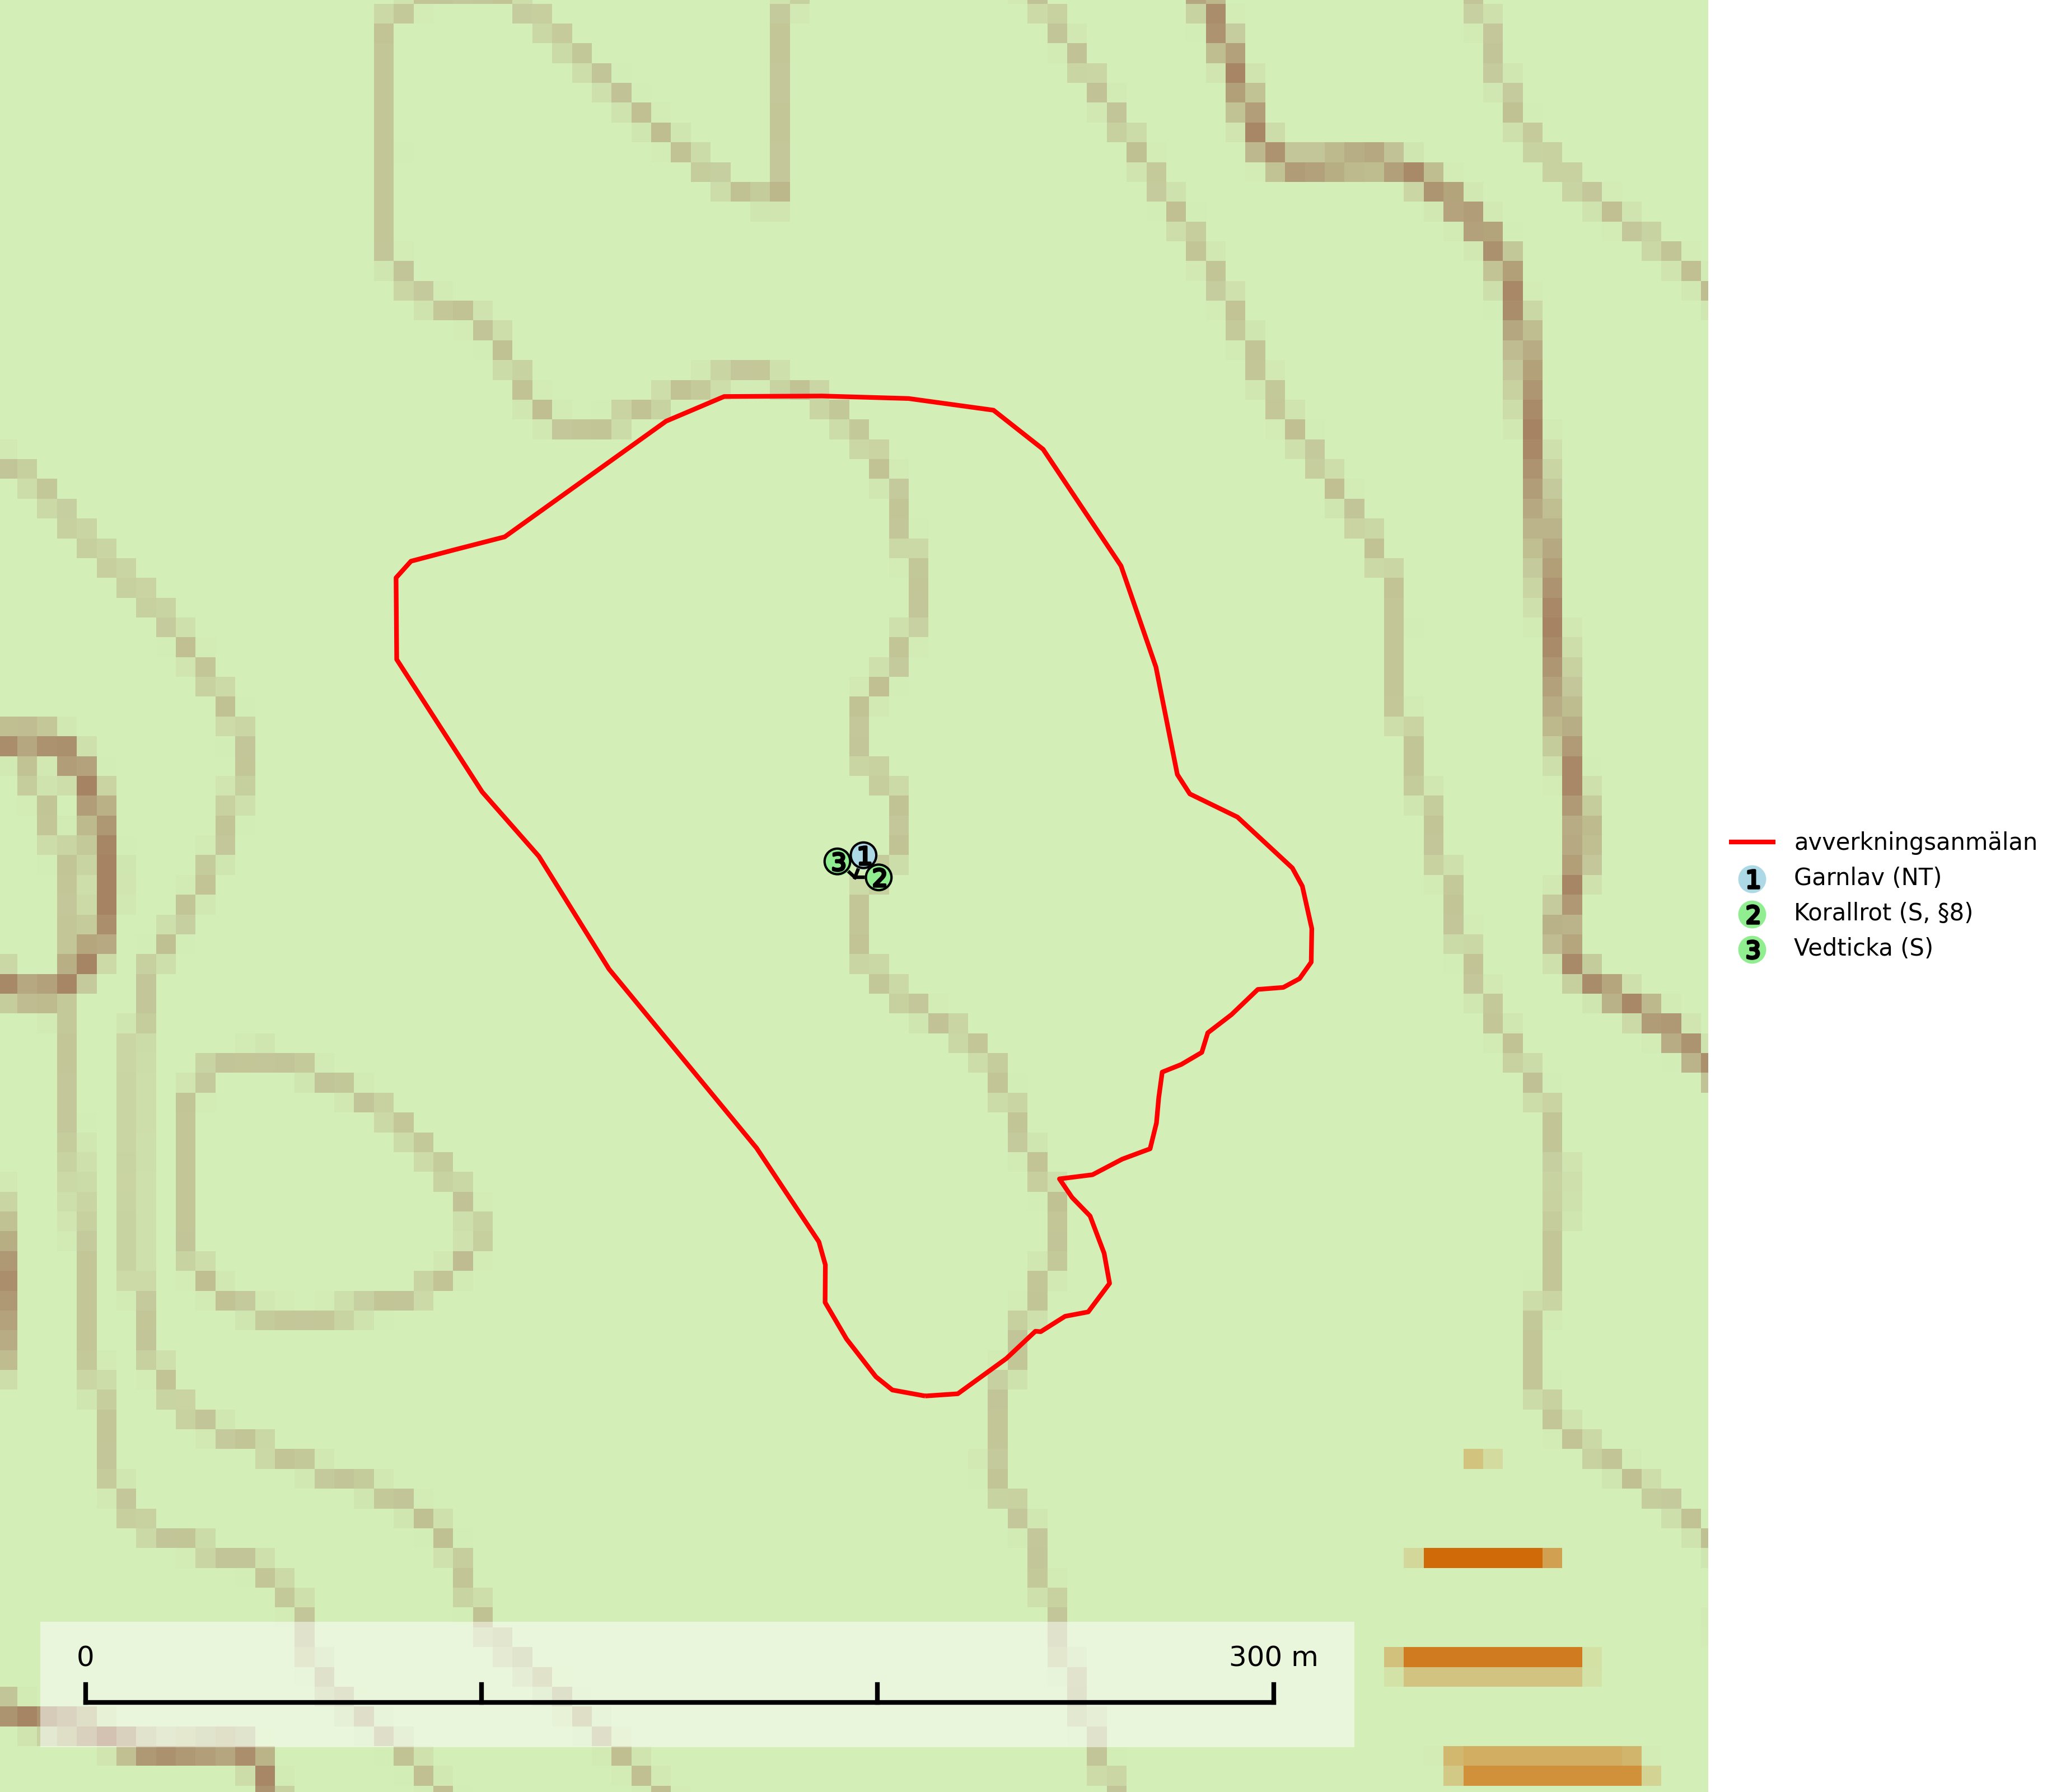 3 1
2
avverkningsanmälan
1 Garnlav (NT)
2 Korallrot (S, §8)
3 Vedticka (S)
0 300 m